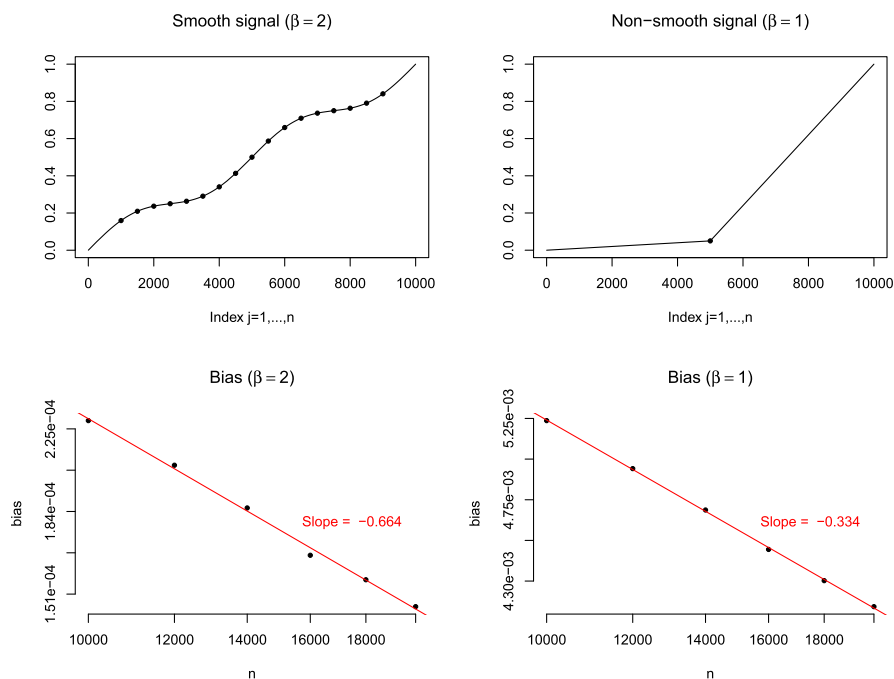 Smooth signal (β = 2)
0.0 0.2 0.4 0.6 0.8 1.0
0 2000 4000 6000 8000 10000
Index j=1,...,n
Non−smooth signal (β = 1)
0.0 0.2 0.4 0.6 0.8 1.0
0 2000 4000 6000 8000 10000
Index j=1,...,n
Bias (β = 2)
bias
1.51e−04 1.84e−04 2.25e−04
Slope = −0.664
10000 12000 14000 16000 18000
n
Bias (β = 1)
bias
4.30e−03 4.75e−03 5.25e−03
Slope = −0.334
10000 12000 14000 16000 18000
n